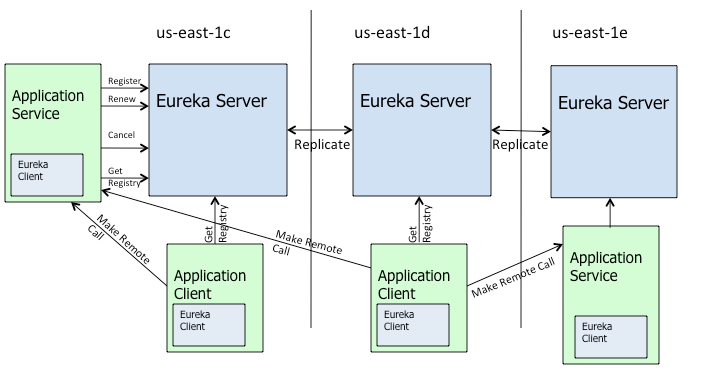 us-east-1c
us-east-1d
us-east-1e
Application
Service
Eureka
Client
Register
Renew
Cancel
Get
Registry
Eureka Server
Replicate
Eureka Server
Replicate
Eureka Server
Make Remote
Call
Get
Registry
Make Remote
Call
Get
Registry
Make Remote Call
Application
Client
Eureka
Client
Application
Client
Eureka
Client
Application
Service
Eureka
Client